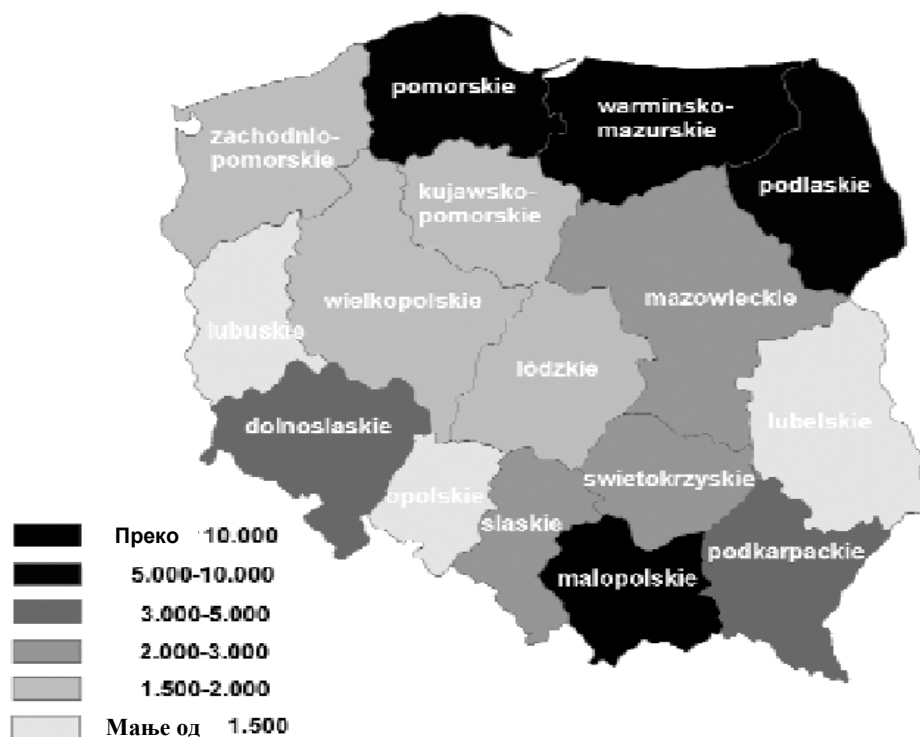 pomorskie
warminsko-
mazurskie
zachodnio-
pomorskie
podlaskie
kujawsko-
pomorskie
wielkopolskie
mazowieckie
lubuskie
lódzkie
dolnoslaskie
lubelskie
opolskie
swietokrzyskie
slaskie
podkarpackie
malopolskie
Преко 10.000
5.000-10.000
3.000-5.000
2.000-3.000
1.500-2.000
Мање од 1.500